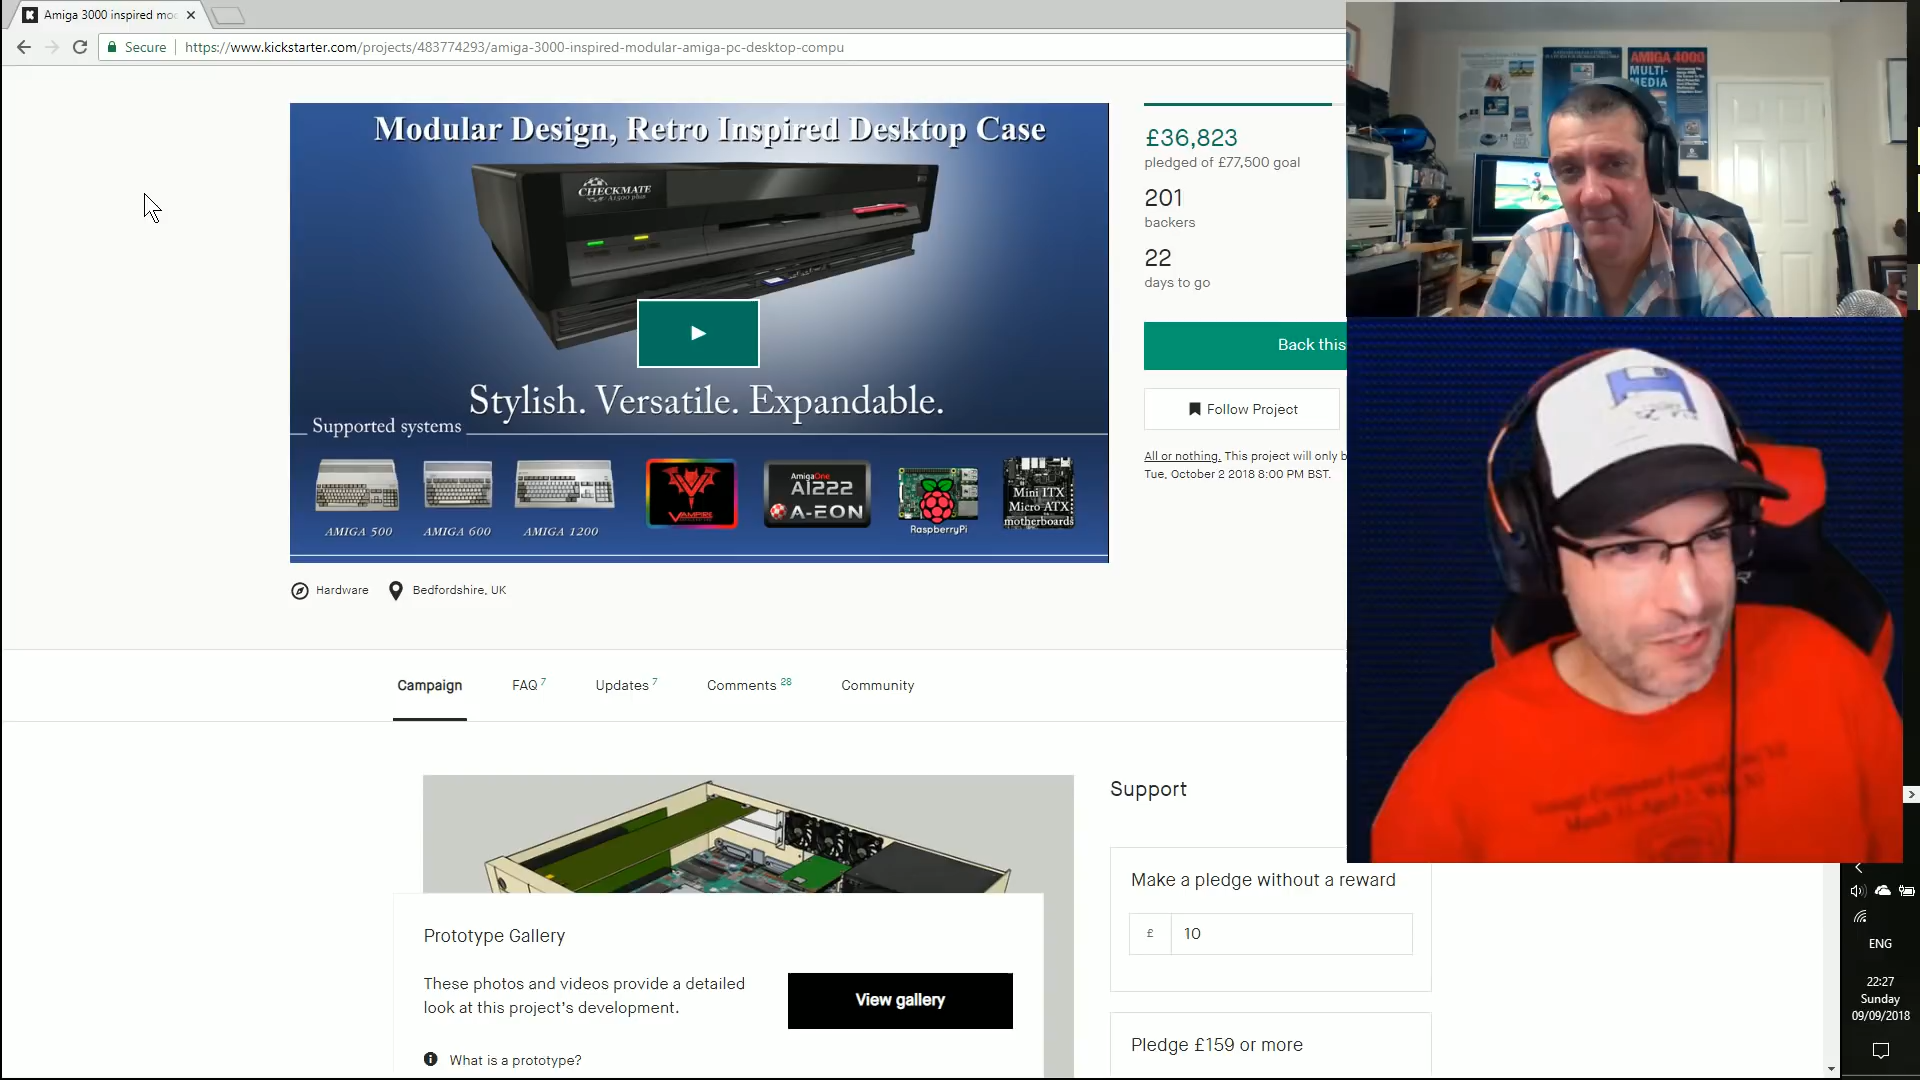 Amiga 3000 inspired mo
Secure
https://www.kickstarter.com/projects/483774293/amiga-3000-inspired-modular-amiga-pc-desktop-compu
Modular Design, Retro Inspired Desktop Case
CHECKMATE
A1500 plus
Stylish. Versatile. Expandable.
Supported systems
AMIGA 500
AMIGA 600
AMIGA 1200
VAMPIRE
AmigaOne
A1222
A-EON
RaspberryPi
Mini ITX
Micro ATX
motherboards
£36,823
pledged of £77,500 goal
201
backers
22
days to go
Back this
Follow Project
All or nothing. This project will only b
Tue, October 2 2018 8:00 PM BST.
Hardware
Bedfordshire, UK
Campaign
FAQ 7
Updates 7
Comments 28
Community
Support
Make a pledge without a reward
£
10
Pledge £159 or more
Prototype Gallery
These photos and videos provide a detailed
look at this project's development.
View gallery
What is a prototype?
AMIGA 4000
MULTI-
MEDIA
ENG
22:27
Sunday
09/09/2018